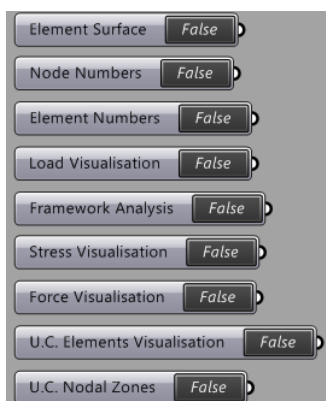 Element Surface False
Node Numbers False
Element Numbers False
Load Visualisation False
Framework Analysis False
Stress Visualisation False
Force Visualisation False
U.C. Elements Visualisation False
U.C. Nodal Zones False